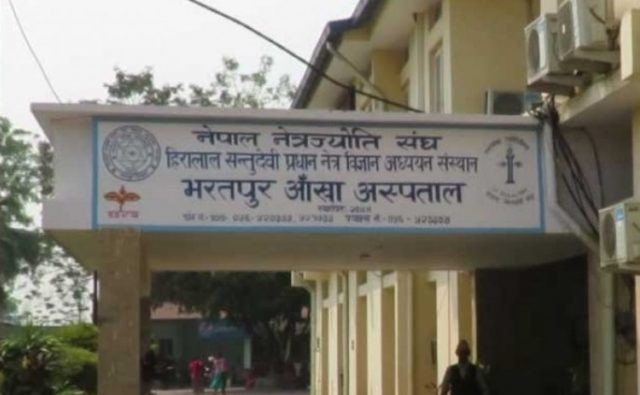 नेपाल नेत्रज्योति संघ
हिरालाल सन्तुदेवी प्रधान नेत्र विज्ञान अध्ययन संस्थान
भरतपुर आँखा अस्पताल